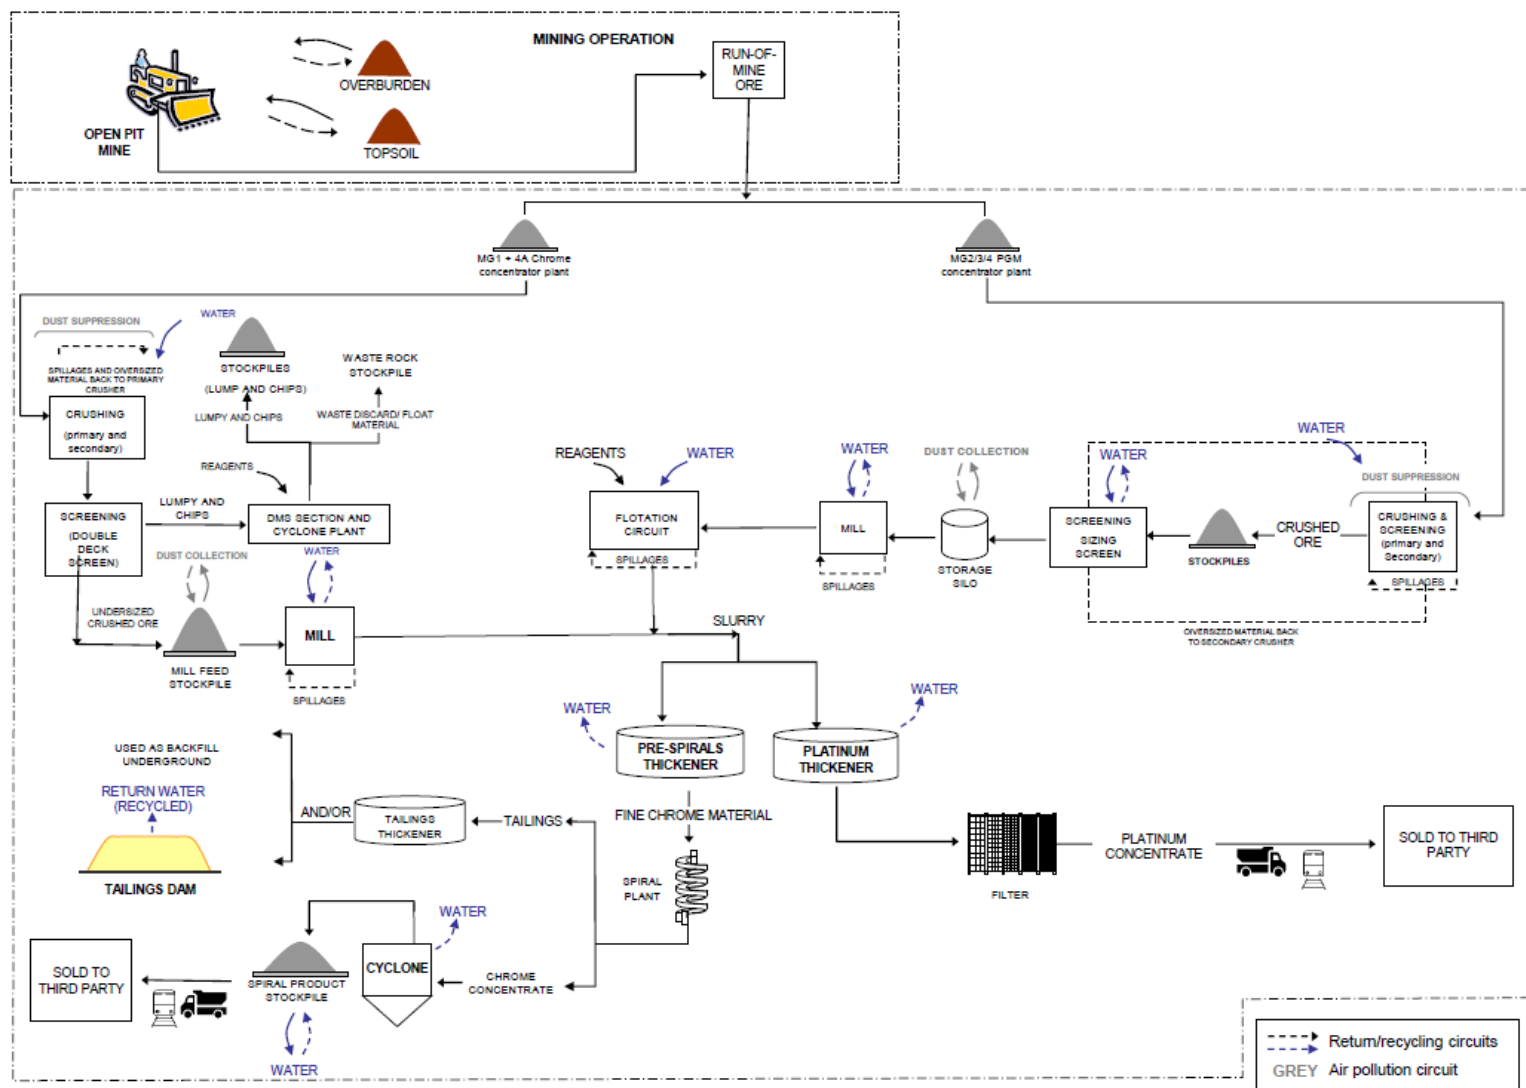 MINING OPERATION
RUN-OF-
MINE
ORE
OVERBURDEN
OPEN PIT
MINE
TOPSOIL
MG1 + 4A Chrome
concentrator plant
MG2/3/4 PGM
concentrator plant
DUST SUPPRESSION
WATER
SPILLAGES AND OIVERSIZED
MATERIAL BACK TO PRIMARY
CRUSHER
STOCKPILES
(LUMP AND CHIPS)
WASTE ROCK
STOCKPILE
CRUSHING
(primary and
secondary)
LUMPY AND CHIPS
WASTE DISCARD/ FLOAT
MATERIAL
REAGENTS
SCREENING
(DOUBLE
DECK
SCREEN)
LUMPY AND
CHIPS
DMS SECTION AND
CYCLONE PLANT
DUST COLLECTION
WATER
UNDERSIZED
CRUSHED ORE
MILL FEED
STOCKPILE
MILL
SPILLAGES
REAGENTS
WATER
FLOTATION
CIRCUIT
SPILLAGES
WATER
MILL
SPILLAGES
DUST COLLECTION
STORAGE
SILO
WATER
SCREENING
SIZING
SCREEN
STOCKPILES
CRUSHED
ORE
WATER
DUST SUPPRESSION
CRUSHING &
SCREENING
(primary and
Secondary)
SPILLAGES
OIVERSIZED MATERIAL BACK
TO SECONDARY CRUSHER
SLURRY
WATER
PRE-SPIRALS
THICKENER
WATER
PLATINUM
THICKENER
USED AS BACKFILL
UNDERGROUND
RETURN WATER
(RECYCLED)
TAILINGS DAM
AND/OR
TAILINGS
THICKENER
TAILINGS
FINE CHROME MATERIAL
SPIRAL
PLANT
FILTER
PLATINUM
CONCENTRATE
SOLD TO THIRD
PARTY
SOLD TO
THIRD PARTY
SPIRAL PRODUCT
STOCKPILE
WATER
CYCLONE
WATER
CHROME
CONCENTRATE
Return/recycling circuits
GREY Air pollution circuit